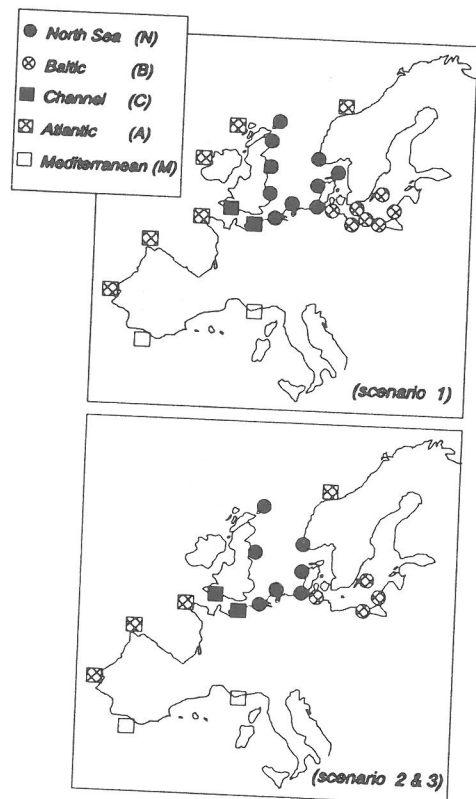 North Sea (N)
Baltic (B)
Channel (C)
Atlantic (A)
Mediterranean (M)
(scenario 1)
(scenario 2 & 3)